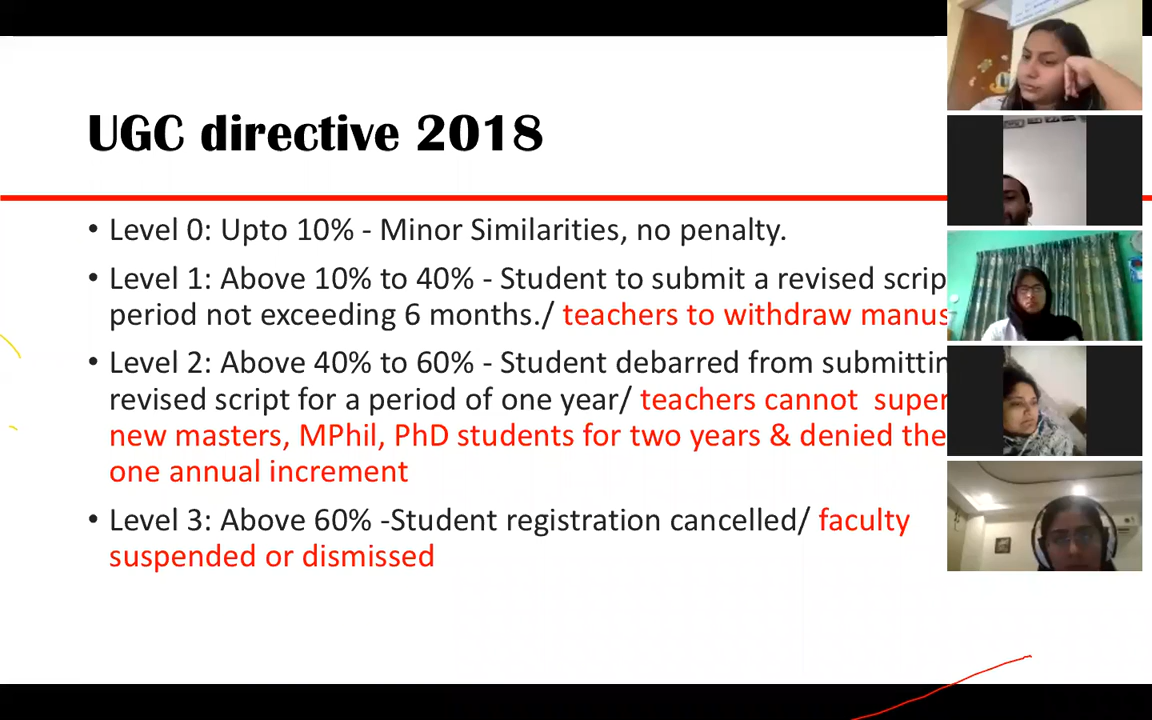 UGC directive 2018
• Level 0: Upto 10% - Minor Similarities, no penalty.
• Level 1: Above 10% to 40% - Student to submit a revised scrip
period not exceeding 6 months./ teachers to withdraw manus
• Level 2: Above 40% to 60% - Student debarred from submittin
revised script for a period of one year/ teachers cannot super
new masters, MPhil, PhD students for two years & denied the
one annual increment
• Level 3: Above 60% -Student registration cancelled/ faculty
suspended or dismissed